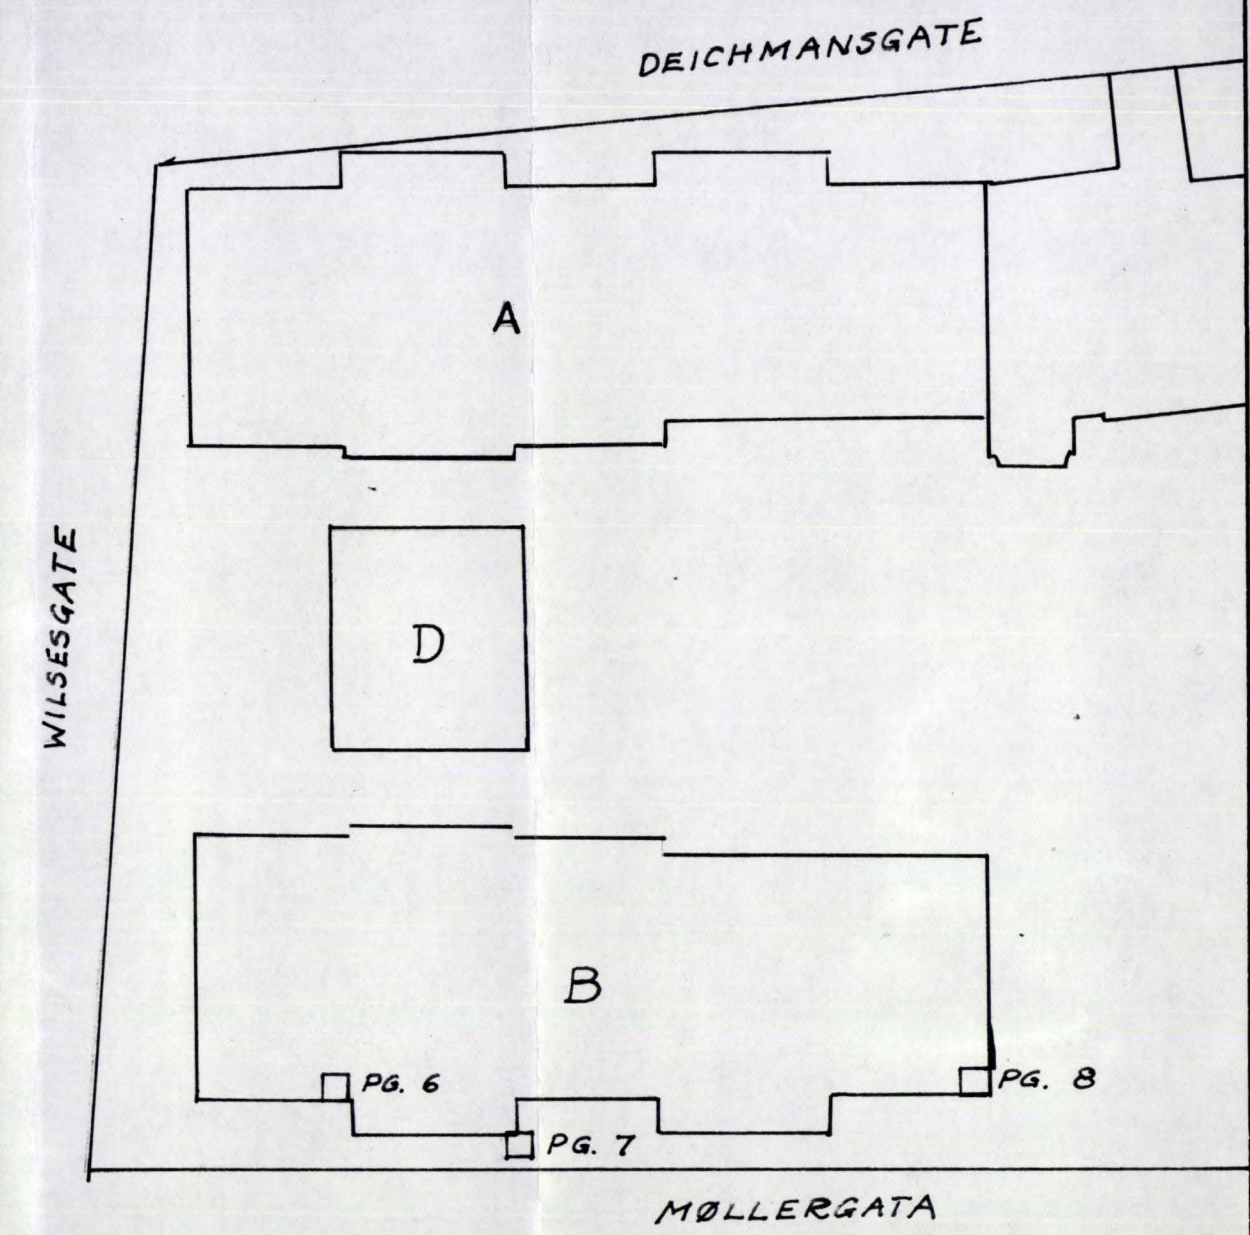 DEICHMANSGATE
A
WILSESGATE
D
B
PG. 6
PG. 8
PG. 7
MØLLERGATA